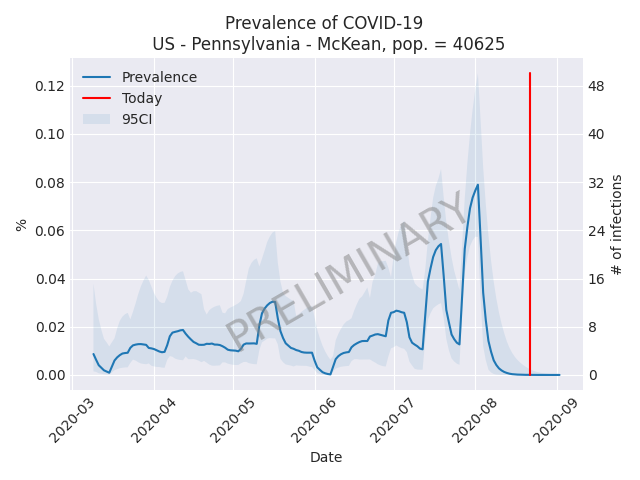 Prevalence of COVID-19
US - Pennsylvania - McKean, pop. = 40625
Prevalence
Today
95CI
PRELIMINARY
%
0.12
0.10
0.08
0.06
0.04
0.02
0.00
48
40
32
24
16
8
0
# of infections
2020-03
2020-04
2020-05
2020-06
2020-07
2020-08
2020-09
Date